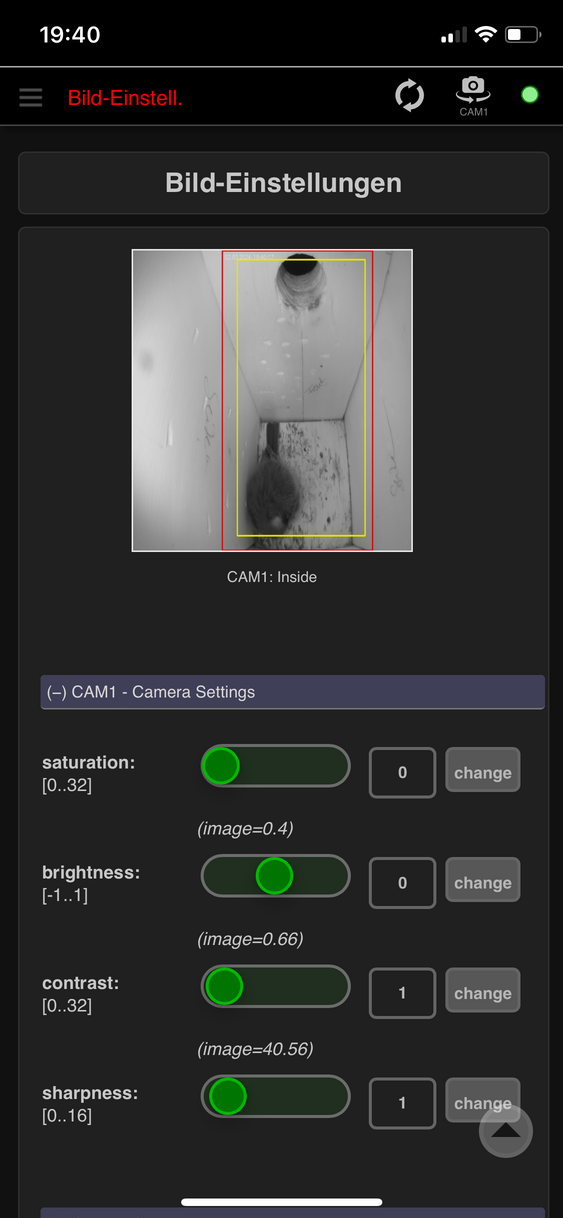 19:40
Bild-Einstell.
CAM1
Bild-Einstellungen
CAM1: Inside
(−) CAM1 - Camera Settings
saturation:
[0..32]
0
change
(image=0.4)
brightness:
[-1..1]
0
change
(image=0.66)
contrast:
[0..32]
1
change
(image=40.56)
sharpness:
[0..16]
1
change